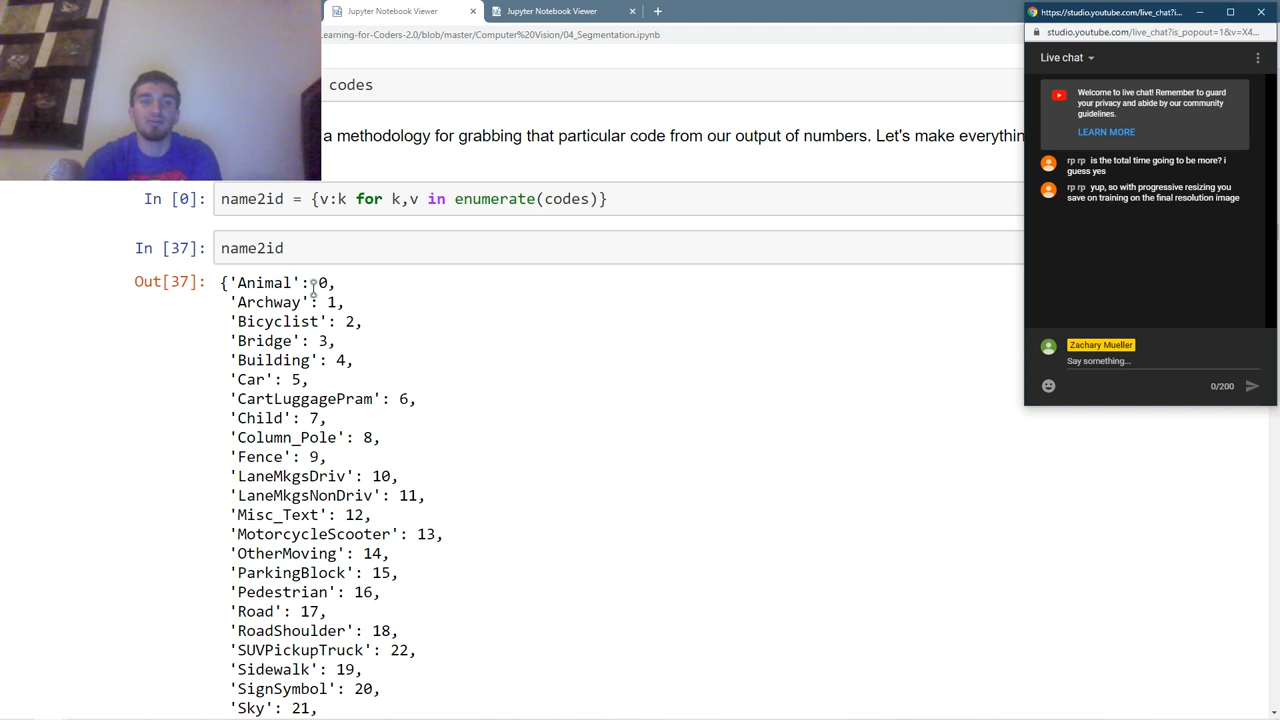 Jupyter Notebook Viewer
Jupyter Notebook Viewer
earning-for-Coders-2.0/blob/master/Computer%20Vision/04_Segmentation.ipynb
codes
a methodology for grabbing that particular code from our output of numbers. Let's make everythin
In [0]: name2id = {v:k for k,v in enumerate(codes)}
In [37]: name2id
Out[37]: {'Animal': 0,
'Archway': 1,
'Bicyclist': 2,
'Bridge': 3,
'Building': 4,
'Car': 5,
'CartLuggagePram': 6,
'Child': 7,
'Column_Pole': 8,
'Fence': 9,
'LaneMkgsDriv': 10,
'LaneMkgsNonDriv': 11,
'Misc_Text': 12,
'MotorcycleScooter': 13,
'OtherMoving': 14,
'ParkingBlock': 15,
'Pedestrian': 16,
'Road': 17,
'RoadShoulder': 18,
'SUVPickupTruck': 22,
'Sidewalk': 19,
'SignSymbol': 20,
'Sky': 21,
https://studio.youtube.com/live_chat?i...
studio.youtube.com/live_chat?is_popout=1&v=X4...
Live chat
Welcome to live chat! Remember to guard
your privacy and abide by our community
guidelines.
LEARN MORE
rp rp is the total time going to be more? i
guess yes
rp rp yup, so with progressive resizing you
save on training on the final resolution image
Zachary Mueller
Say something...
0/200